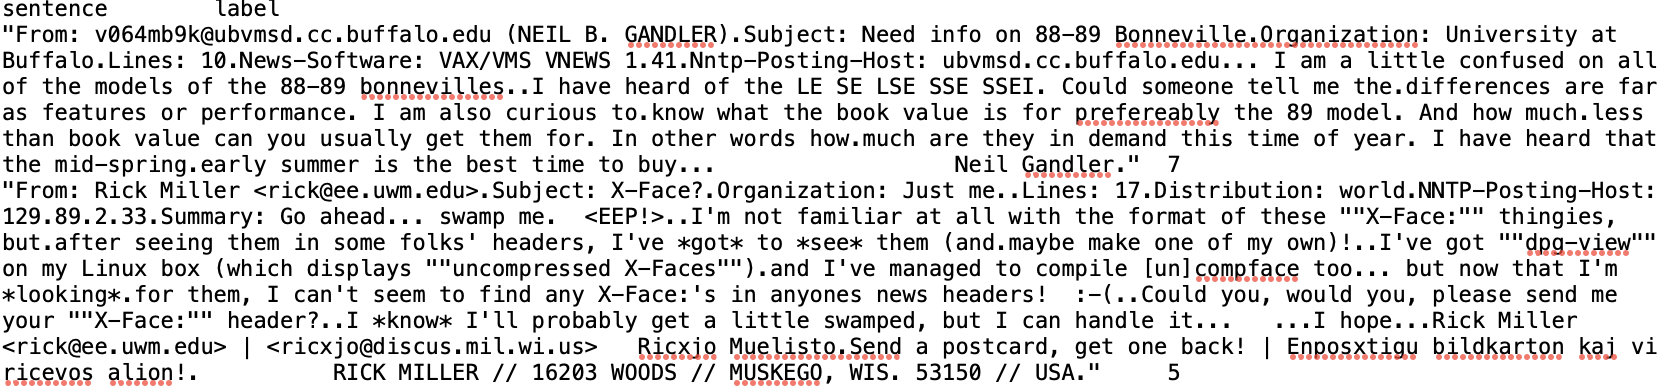 sentence label
"From: v064mb9k@ubvmsd.cc.buffalo.edu (NEIL B. GANDLER).Subject: Need info on 88-89 Bonneville.Organization: University at
Buffalo.Lines: 10.News-Software: VAX/VMS VNEWS 1.41.Nntp-Posting-Host: ubvmsd.cc.buffalo.edu... I am a little confused on all
of the models of the 88-89 bonnevilles..I have heard of the LE SE LSE SSE SSEI. Could someone tell me the.differences are far
as features or performance. I am also curious to.know what the book value is for prefereably the 89 model. And how much.less
than book value can you usually get them for. In other words how.much are they in demand this time of year. I have heard that
the mid-spring.early summer is the best time to buy... Neil Gandler." 7
"From: Rick Miller <rick@ee.uwm.edu>.Subject: X-Face?.Organization: Just me..Lines: 17.Distribution: world.NNTP-Posting-Host:
129.89.2.33.Summary: Go ahead... swamp me. <EEP!>..I'm not familiar at all with the format of these ""X-Face:"" thingies,
but.after seeing them in some folks' headers, I've *got* to *see* them (and.maybe make one of my own)!..I've got ""dpg-view""
on my Linux box (which displays ""uncompressed X-Faces"").and I've managed to compile [un]compface too... but now that I'm
*looking*.for them, I can't seem to find any X-Face:'s in anyones news headers! :-(..Could you, would you, please send me
your ""X-Face:"" header?..I *know* I'll probably get a little swamped, but I can handle it... ...I hope...Rick Miller
<rick@ee.uwm.edu> | <ricxjo@discus.mil.wi.us> Ricxjo Muelisto.Send a postcard, get one back! | Enposxtigu bildkarton kaj vi
ricevos alion!. RICK MILLER // 16203 WOODS // MUSKEGO, WIS. 53150 // USA." 5